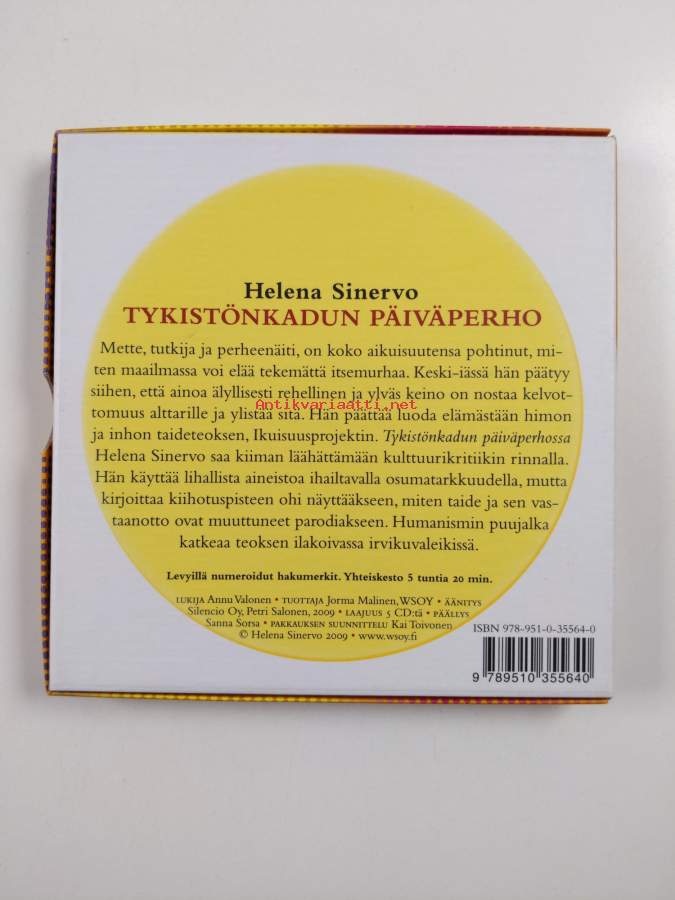 Helena Sinervo
TYKISTÖNKADUN PÄIVÄPERHO
Mette, tutkija ja perheenäiti, on koko aikuisuutensa pohtinut, mi-
ten maailmassa voi elää tekemättä itsemurhaa. Keski-iässä hän päätyy
siihen, että ainoa älyllisesti rehellinen ja ylväs keino on nostaa kelvot-
tomuus alttarille ja ylistää sitä. Hän päättää luoda elämästään himon
Antikvariaatti.net
ja inhon taideteoksen, Ikuisuusprojektin. Tykistönkadun päiväperhossa
Helena Sinervo saa kiiman läähättämään kulttuurikritiikin rinnalla.
Hän käyttää lihallista aineistoa ihailtavalla osumatarkkuudella, mutta
kirjoittaa kiihotuspisteen ohi näyttääkseen, miten taide ja sen vas-
taanotto ovat muuttuneet parodiakseen. Humanismin puujalka
katkeaa teoksen ilakoivassa irvikuvaleikissä.
Levyillä numeroidut hakumerkit. Yhteiskesto 5 tuntia 20 min.
LUKIJA Annu Valonen • TUOTTAJA Jorma Malinen, WSOY • ÄÄNITYS
Silencio Oy, Petri Salonen, 2009 • LAAJUUS 5 CD:tä • PÄÄLLYS
Sanna Sorsa • PAKKAUKSEN SUUNNITTELU Kai Toivonen
© Helena Sinervo 2009 • www.wsoy.fi
ISBN 978-951-0-35564-0
9 789510 355640